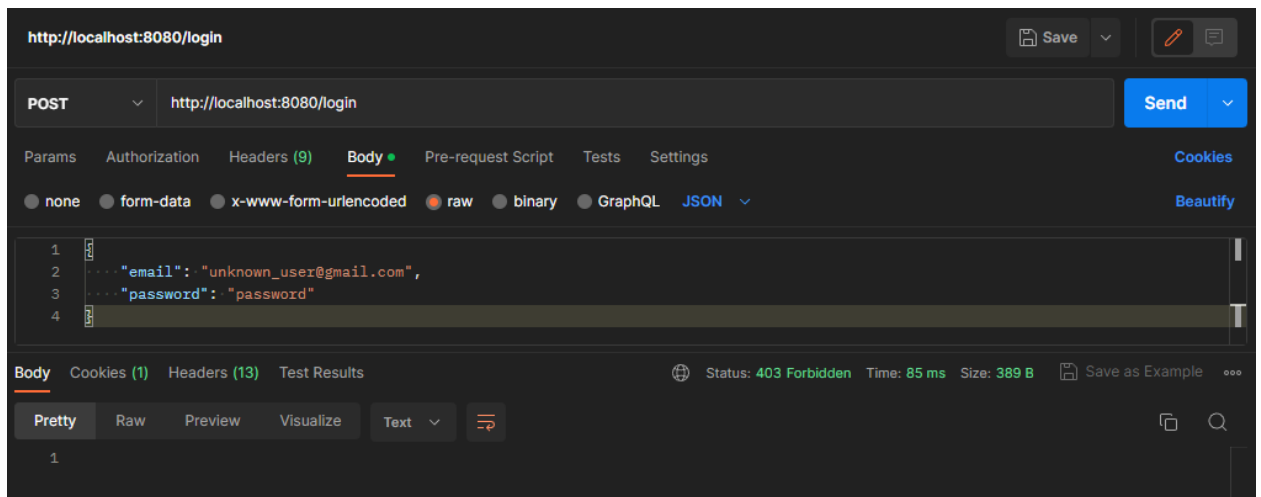 http://localhost:8080/login Save
POST http://localhost:8080/login Send
Params Authorization Headers (9) Body Pre-request Script Tests Settings Cookies
none form-data x-www-form-urlencoded raw binary GraphQL JSON Beautify
1 {
2 "email": "unknown_user@gmail.com",
3 "password": "password"
4 }
Body Cookies (1) Headers (13) Test Results Status: 403 Forbidden Time: 85 ms Size: 389 B Save as Example
Pretty Raw Preview Visualize Text
1